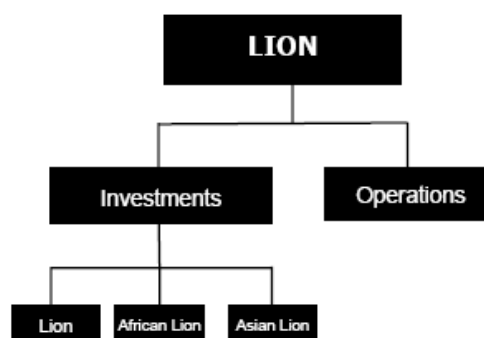 LION
Investments
Operations
Lion
African Lion
Asian Lion